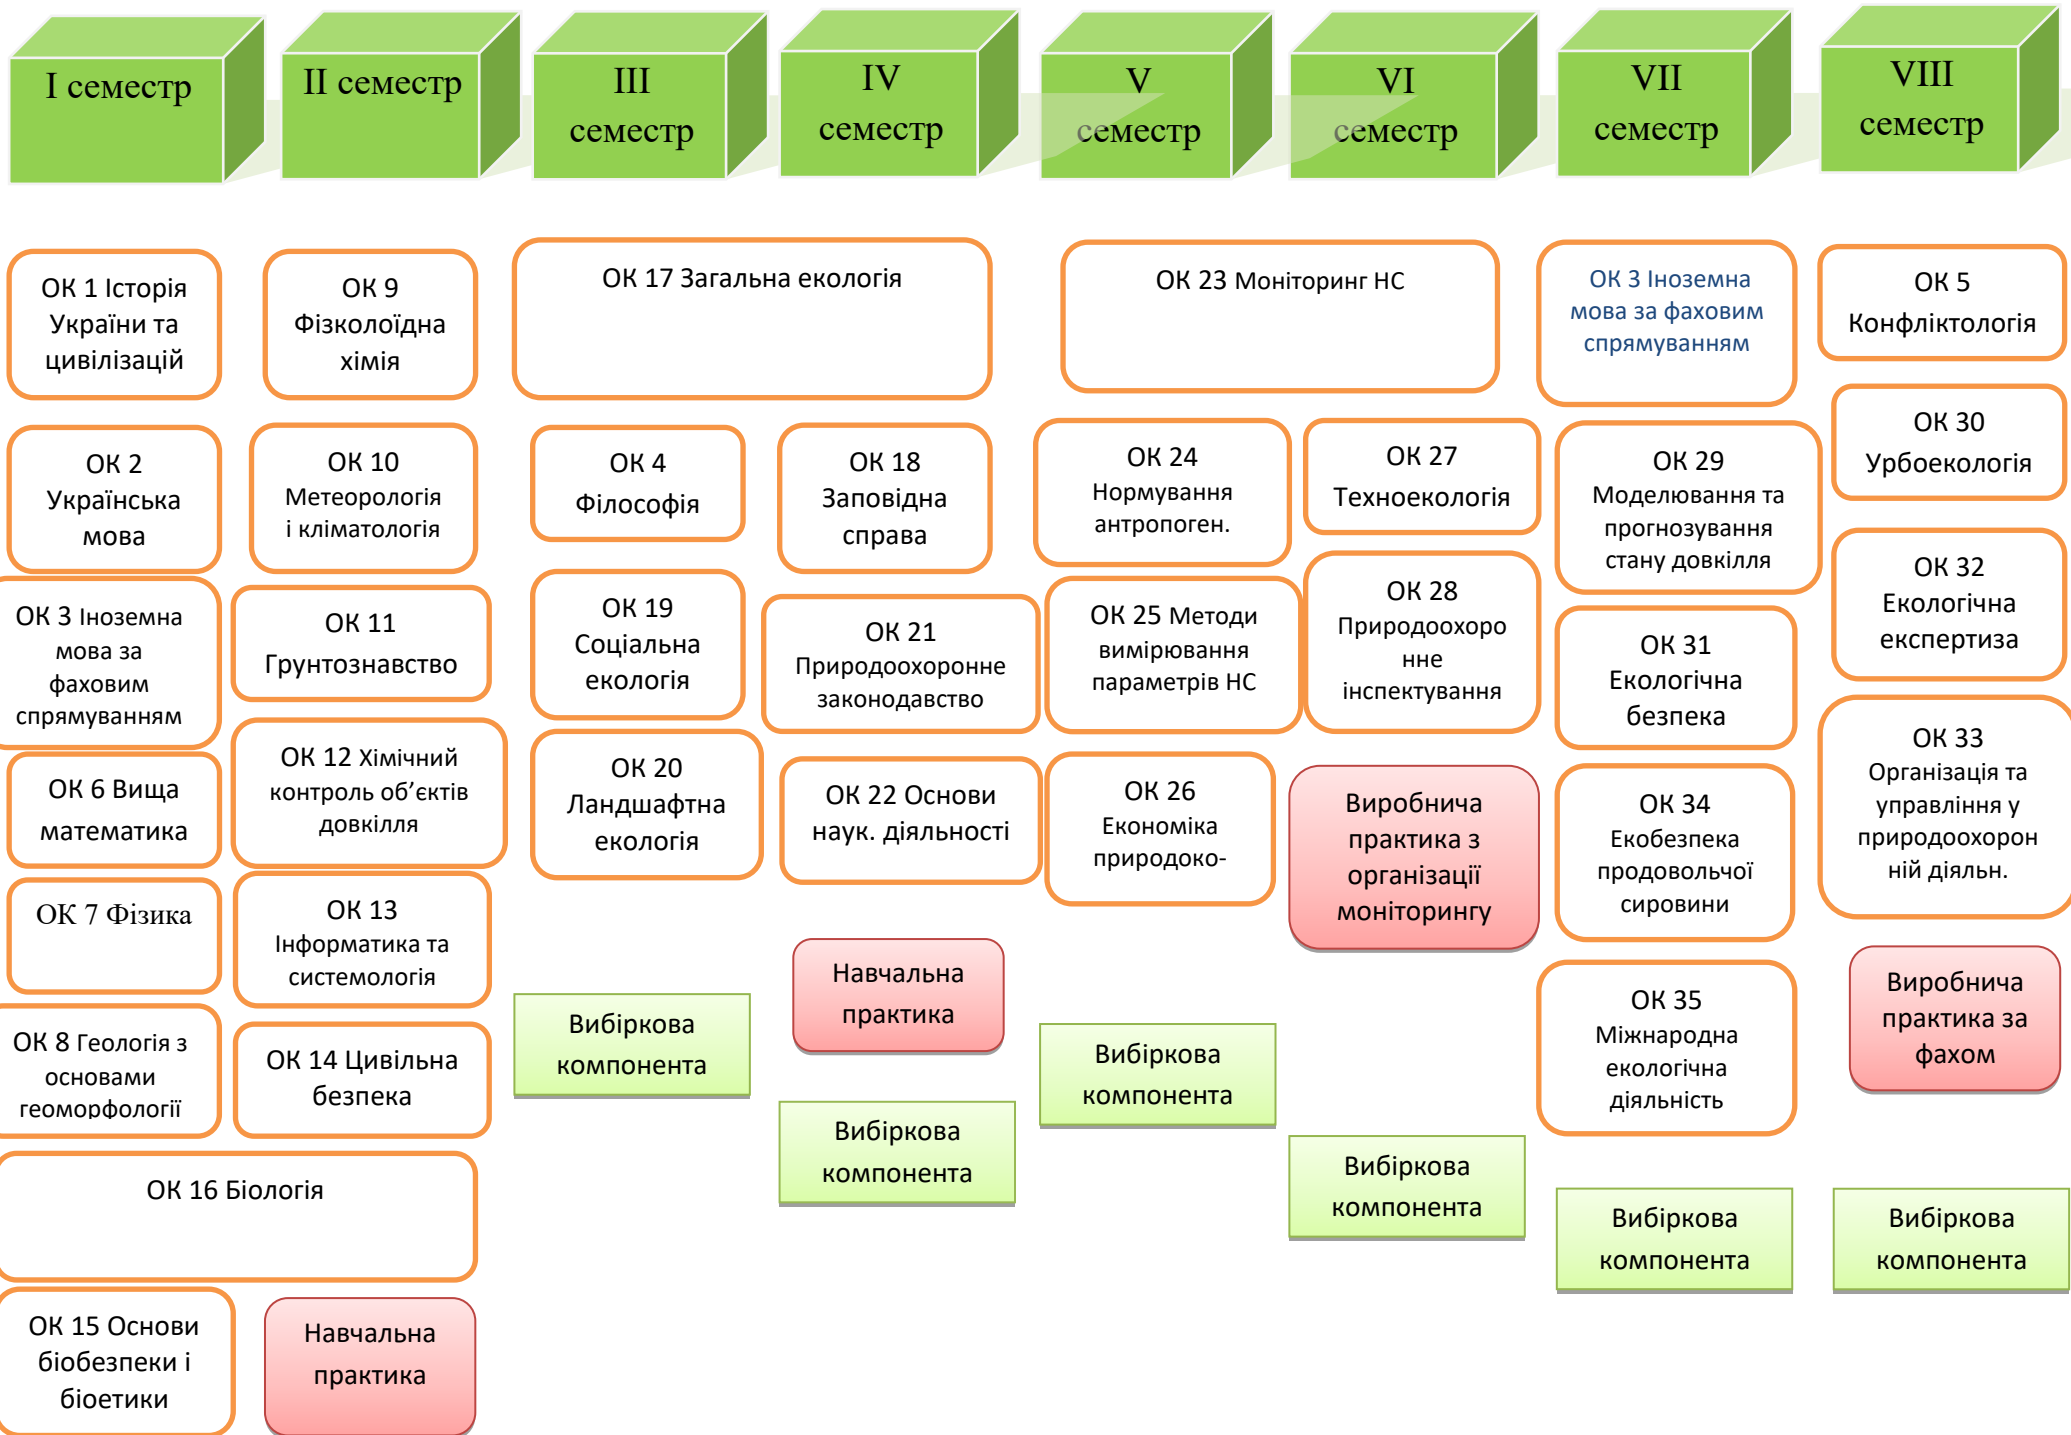 I семестр
II семестр
III
семестр
IV
семестр
V
семестр
VI
семестр
VII
семестр
VIII
семестр
ОК 1 Історія
України та
цивілізацій
ОК 2
Українська
мова
ОК 3 Іноземна
мова за
фаховим
спрямуванням
ОК 6 Вища
математика
ОК 7 Фізика
ОК 8 Геологія з
основами
геоморфології
ОК 16 Біологія
ОК 15 Основи
біобезпеки і
біоетики
ОК 9
Фізколоїдна
хімія
ОК 10
Метеорологія
і кліматологія
ОК 11
Грунтознавство
ОК 12 Хімічний
контроль об’єктів
довкілля
ОК 13
Інформатика та
системологія
ОК 14 Цивільна
безпека
Навчальна
практика
ОК 17 Загальна екологія
ОК 4
Філософія
ОК 19
Соціальна
екологія
ОК 20
Ландшафтна
екологія
Вибіркова
компонента
ОК 18
Заповідна
справа
ОК 21
Природоохоронне
законодавство
ОК 22 Основи
наук. діяльності
Навчальна
практика
Вибіркова
компонента
ОК 23 Моніторинг НС
ОК 24
Нормування
антропоген.
ОК 25 Методи
вимірювання
параметрів НС
ОК 26
Економіка
природоко-
Вибіркова
компонента
ОК 27
Техноекологія
ОК 28
Природоохоро
нне
інспектування
Виробнича
практика з
організації
моніторингу
Вибіркова
компонента
ОК 3 Іноземна
мова за фаховим
спрямуванням
ОК 29
Моделювання та
прогнозування
стану довкілля
ОК 31
Екологічна
безпека
ОК 34
Екобезпека
продовольчої
сировини
ОК 35
Міжнародна
екологічна
діяльність
Вибіркова
компонента
ОК 5
Конфліктологія
ОК 30
Урбоекологія
ОК 32
Екологічна
експертиза
ОК 33
Організація та
управління у
природоохорон
ній діяльн.
Виробнича
практика за
фахом
Вибіркова
компонента